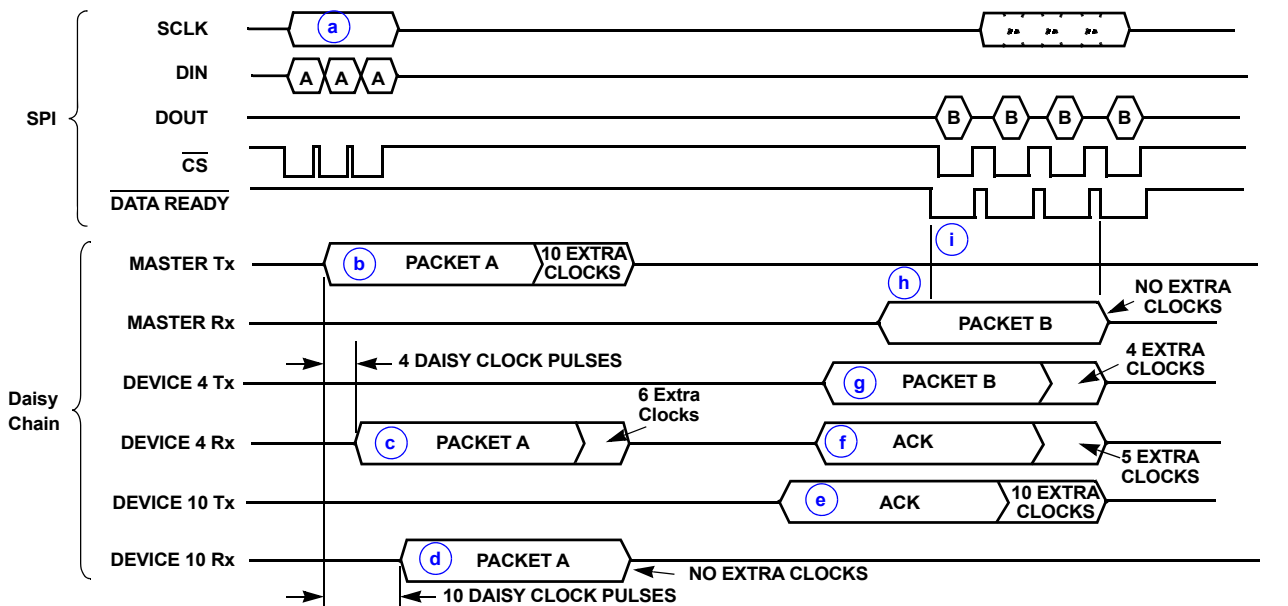 SCLK
a
DIN
A A A
SPI
DOUT
B B B B
CS
DATA READY
i
MASTER Tx
b
PACKET A
10 EXTRA
CLOCKS
h
NO EXTRA
CLOCKS
MASTER Rx
PACKET B
4 DAISY CLOCK PULSES
4 EXTRA
CLOCKS
DEVICE 4 Tx
g
PACKET B
Daisy
Chain
6 Extra
Clocks
DEVICE 4 Rx
c
PACKET A
f
ACK
5 EXTRA
CLOCKS
DEVICE 10 Tx
e
ACK
10 EXTRA
CLOCKS
DEVICE 10 Rx
d
PACKET A
NO EXTRA CLOCKS
10 DAISY CLOCK PULSES